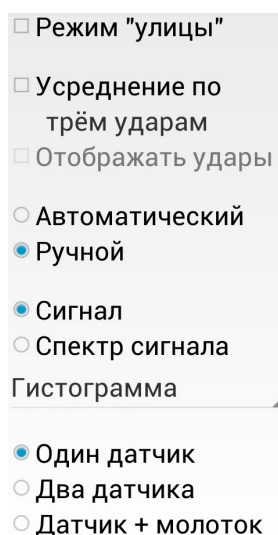 Режим "улицы"
Усреднение по
трём ударам
Отображать удары
Автоматический
Ручной
Сигнал
Спектр сигнала
Гистограмма
Один датчик
Два датчика
Датчик + молоток